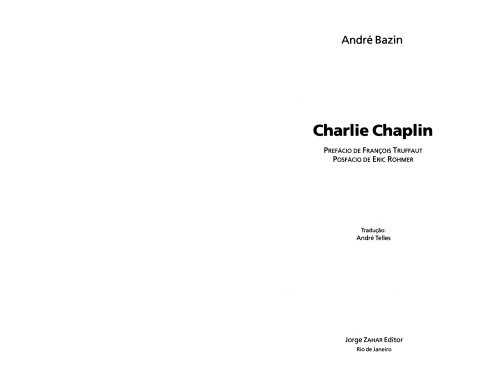 André Bazin
Charlie Chaplin
PREFÁCIO DE FRANÇOIS TRUFFAUT
POSFÁCIO DE ERIC ROHMER
Tradução:
André Telles
Jorge ZAHAR Editor
Rio de Janeiro